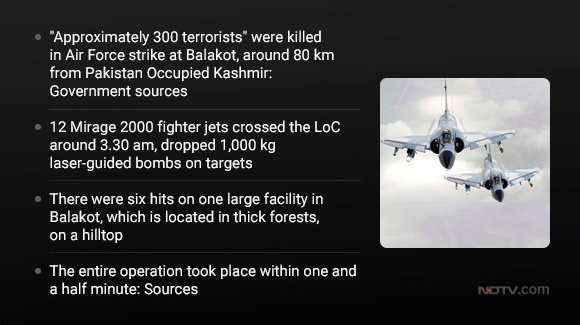 "Approximately 300 terrorists" were killed
in Air Force strike at Balakot, around 80 km
from Pakistan Occupied Kashmir:
Government sources
12 Mirage 2000 fighter jets crossed the LoC
around 3.30 am, dropped 1,000 kg
laser-guided bombs on targets
There were six hits on one large facility in
Balakot, which is located in thick forests,
on a hilltop
The entire operation took place within one and
a half minute: Sources
NDTV.com